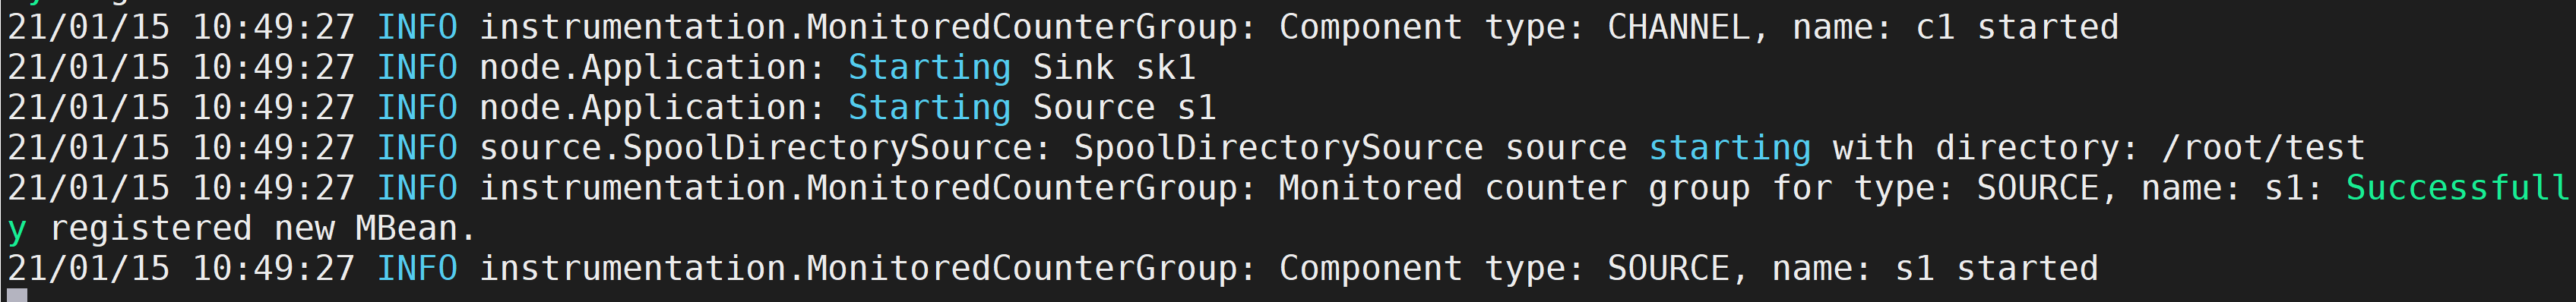 21/01/15 10:49:27 INFO instrumentation.MonitoredCounterGroup: Component type: CHANNEL, name: c1 started
21/01/15 10:49:27 INFO node.Application: Starting Sink sk1
21/01/15 10:49:27 INFO node.Application: Starting Source s1
21/01/15 10:49:27 INFO source.SpoolDirectorySource: SpoolDirectorySource source starting with directory: /root/test
21/01/15 10:49:27 INFO instrumentation.MonitoredCounterGroup: Monitored counter group for type: SOURCE, name: s1: Successfull
y registered new MBean.
21/01/15 10:49:27 INFO instrumentation.MonitoredCounterGroup: Component type: SOURCE, name: s1 started